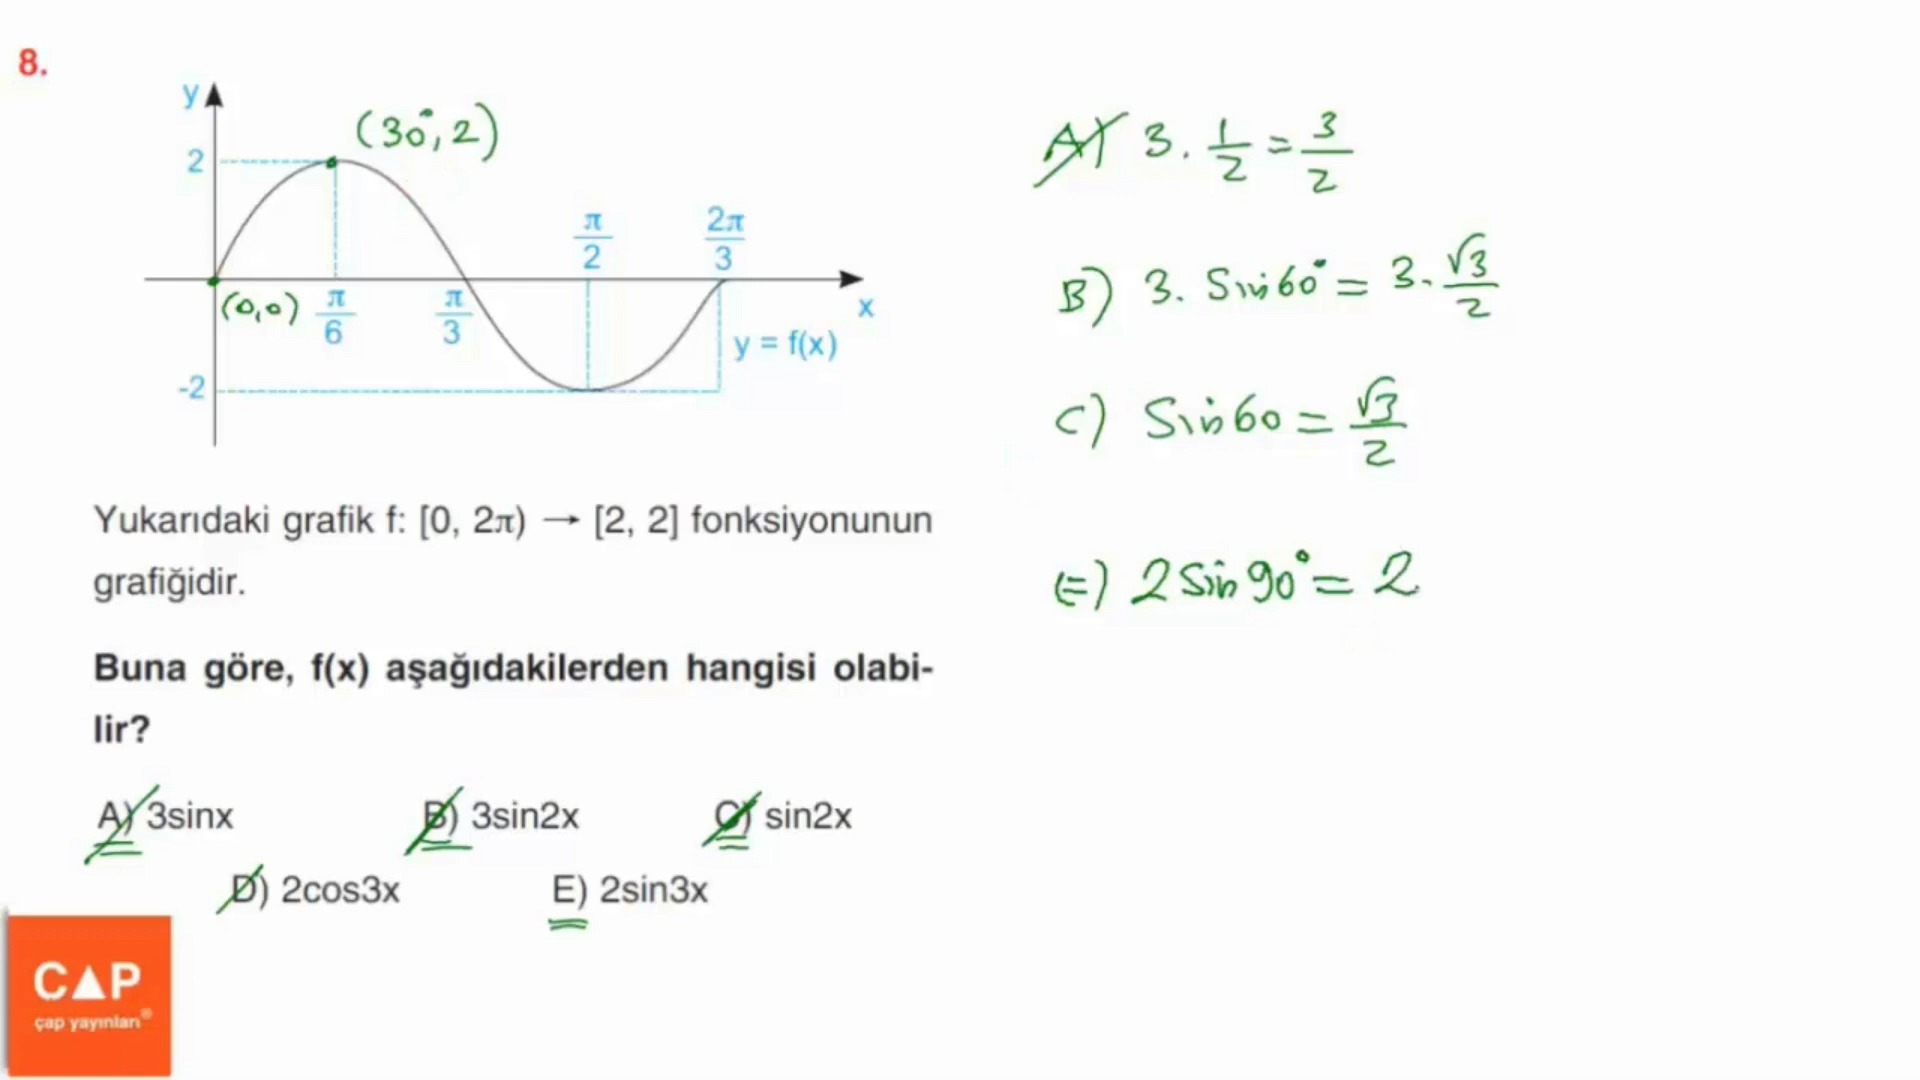 8.
y
(30°, 2)
2
π/2
2π/3
(0,0)
π/6
π/3
x
y = f(x)
-2
A) 3 . 1/2 = 3/2
B) 3. Sin60° = 3 . √3/2
C) Sin60 = √3/2
E) 2Sin90° = 2
Yukarıdaki grafik f: [0, 2π) → [2, 2] fonksiyonunun
grafiğidir.
Buna göre, f(x) aşağıdakilerden hangisi olabi-
lir?
A) 3sinx B) 3sin2x C) sin2x
D) 2cos3x E) 2sin3x
CAP
çap yayınları®